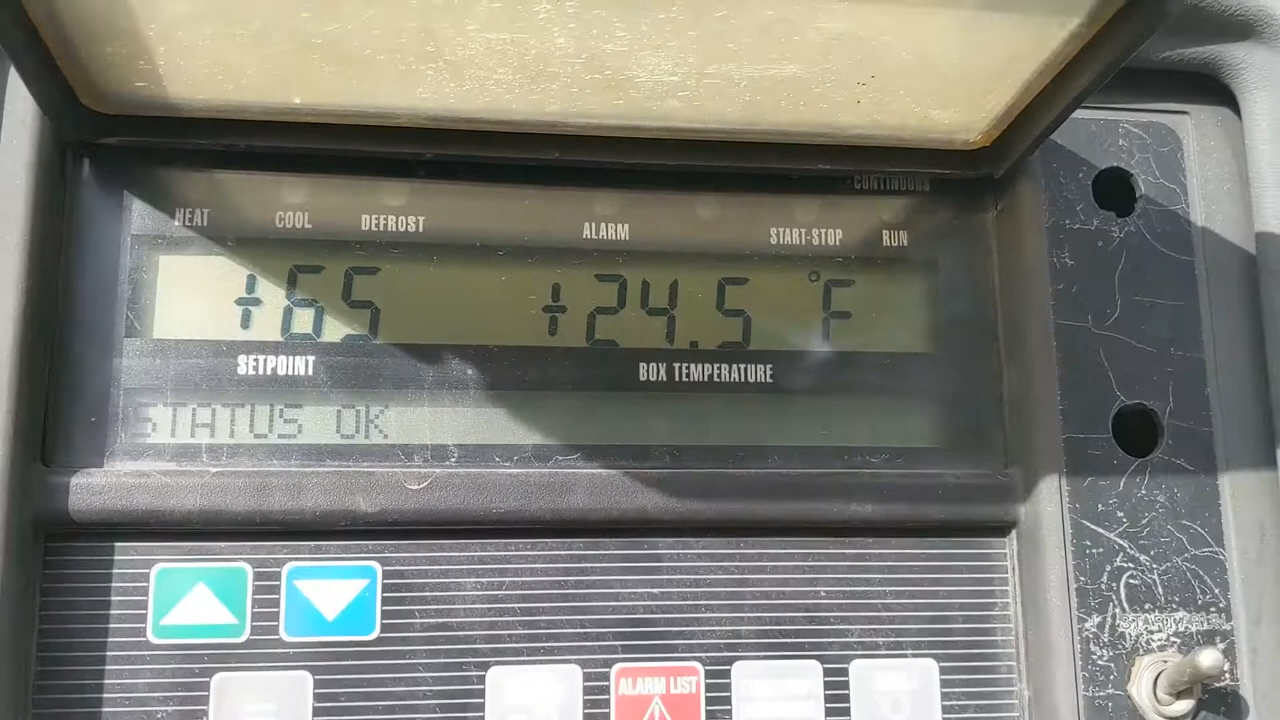 CONTINUOUS
HEAT COOL DEFROST ALARM START-STOP RUN
+65 +24.5 °F
SETPOINT BOX TEMPERATURE
STATUS OK
ALARM LIST